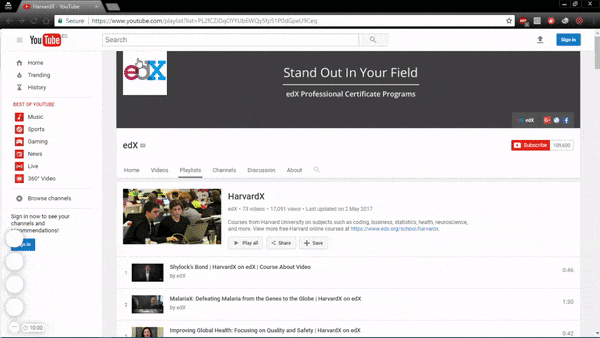 HarvardX - YouTube
Secure https://www.youtube.com/playlist?list=PL2fCZiDqOYYUb6WQy5fp51P0dGpeU9Ceq
YouTube
Search
Sign in
Home
Trending
History
BEST OF YOUTUBE
Music
Sports
Gaming
News
Live
360° Video
Browse channels
Sign in now to see your
channels and
recommendations!
Sign in
10:00
edX
Stand Out In Your Field
edX Professional Certificate Programs
edX
edX
Subscribe 109,600
Home Videos Playlists Channels Discussion About
HarvardX
edX • 73 videos • 17,091 views • Last updated on 2 May 2017
Courses from Harvard University on subjects such as coding, business, statistics, health, neuroscience,
and more. View more free Harvard online courses at https://www.edx.org/school/harvardx.
Play all Share Save
1 Shylock's Bond | HarvardX on edX | Course About Video 0:46
by edX
2 MalariaX: Defeating Malaria from the Genes to the Globe | HarvardX on edX 1:30
by edX
Improving Global Health: Focusing on Quality and Safety | HarvardX on edX 0:42
by edX